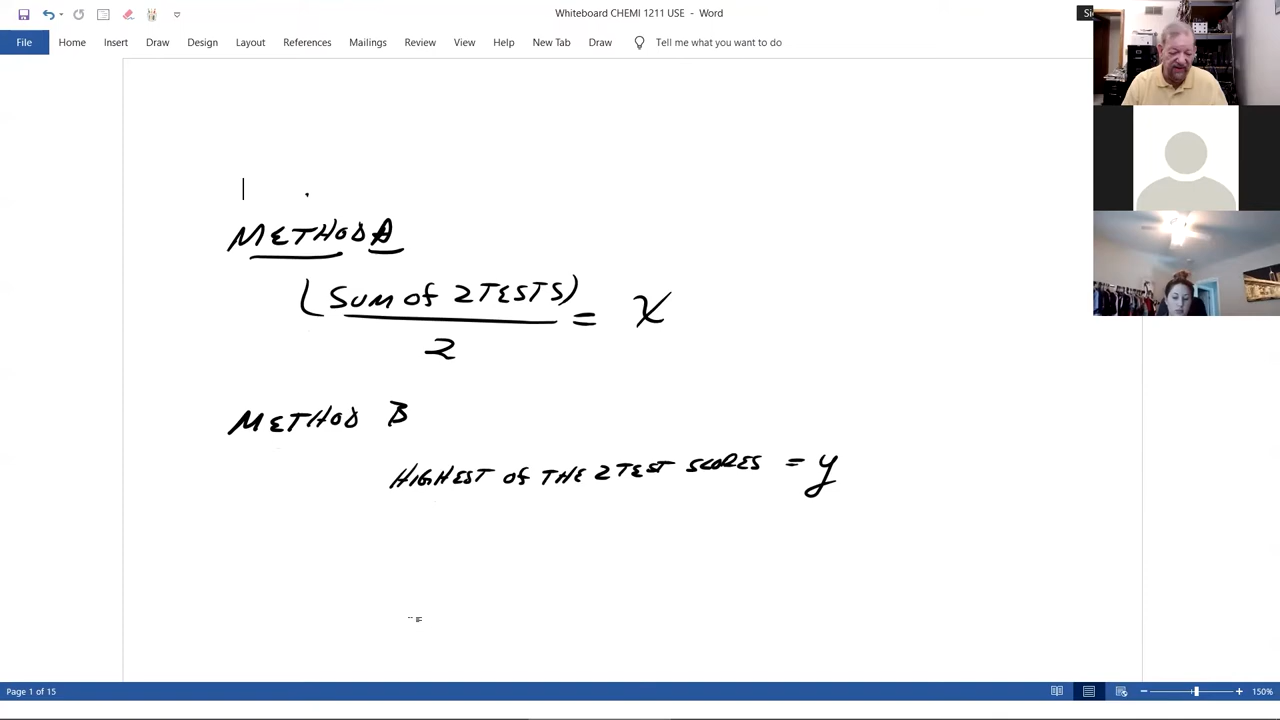 Whiteboard CHEMI 1211 USE - Word
File Home Insert Draw Design Layout References Mailings Review View Help New Tab Draw Tell me what you want to do
METHOD A
(SUM of 2 TESTS)
= x
2
METHOD B
HIGHEST of THE 2 TEST SCORES = y
Page 1 of 15
150%